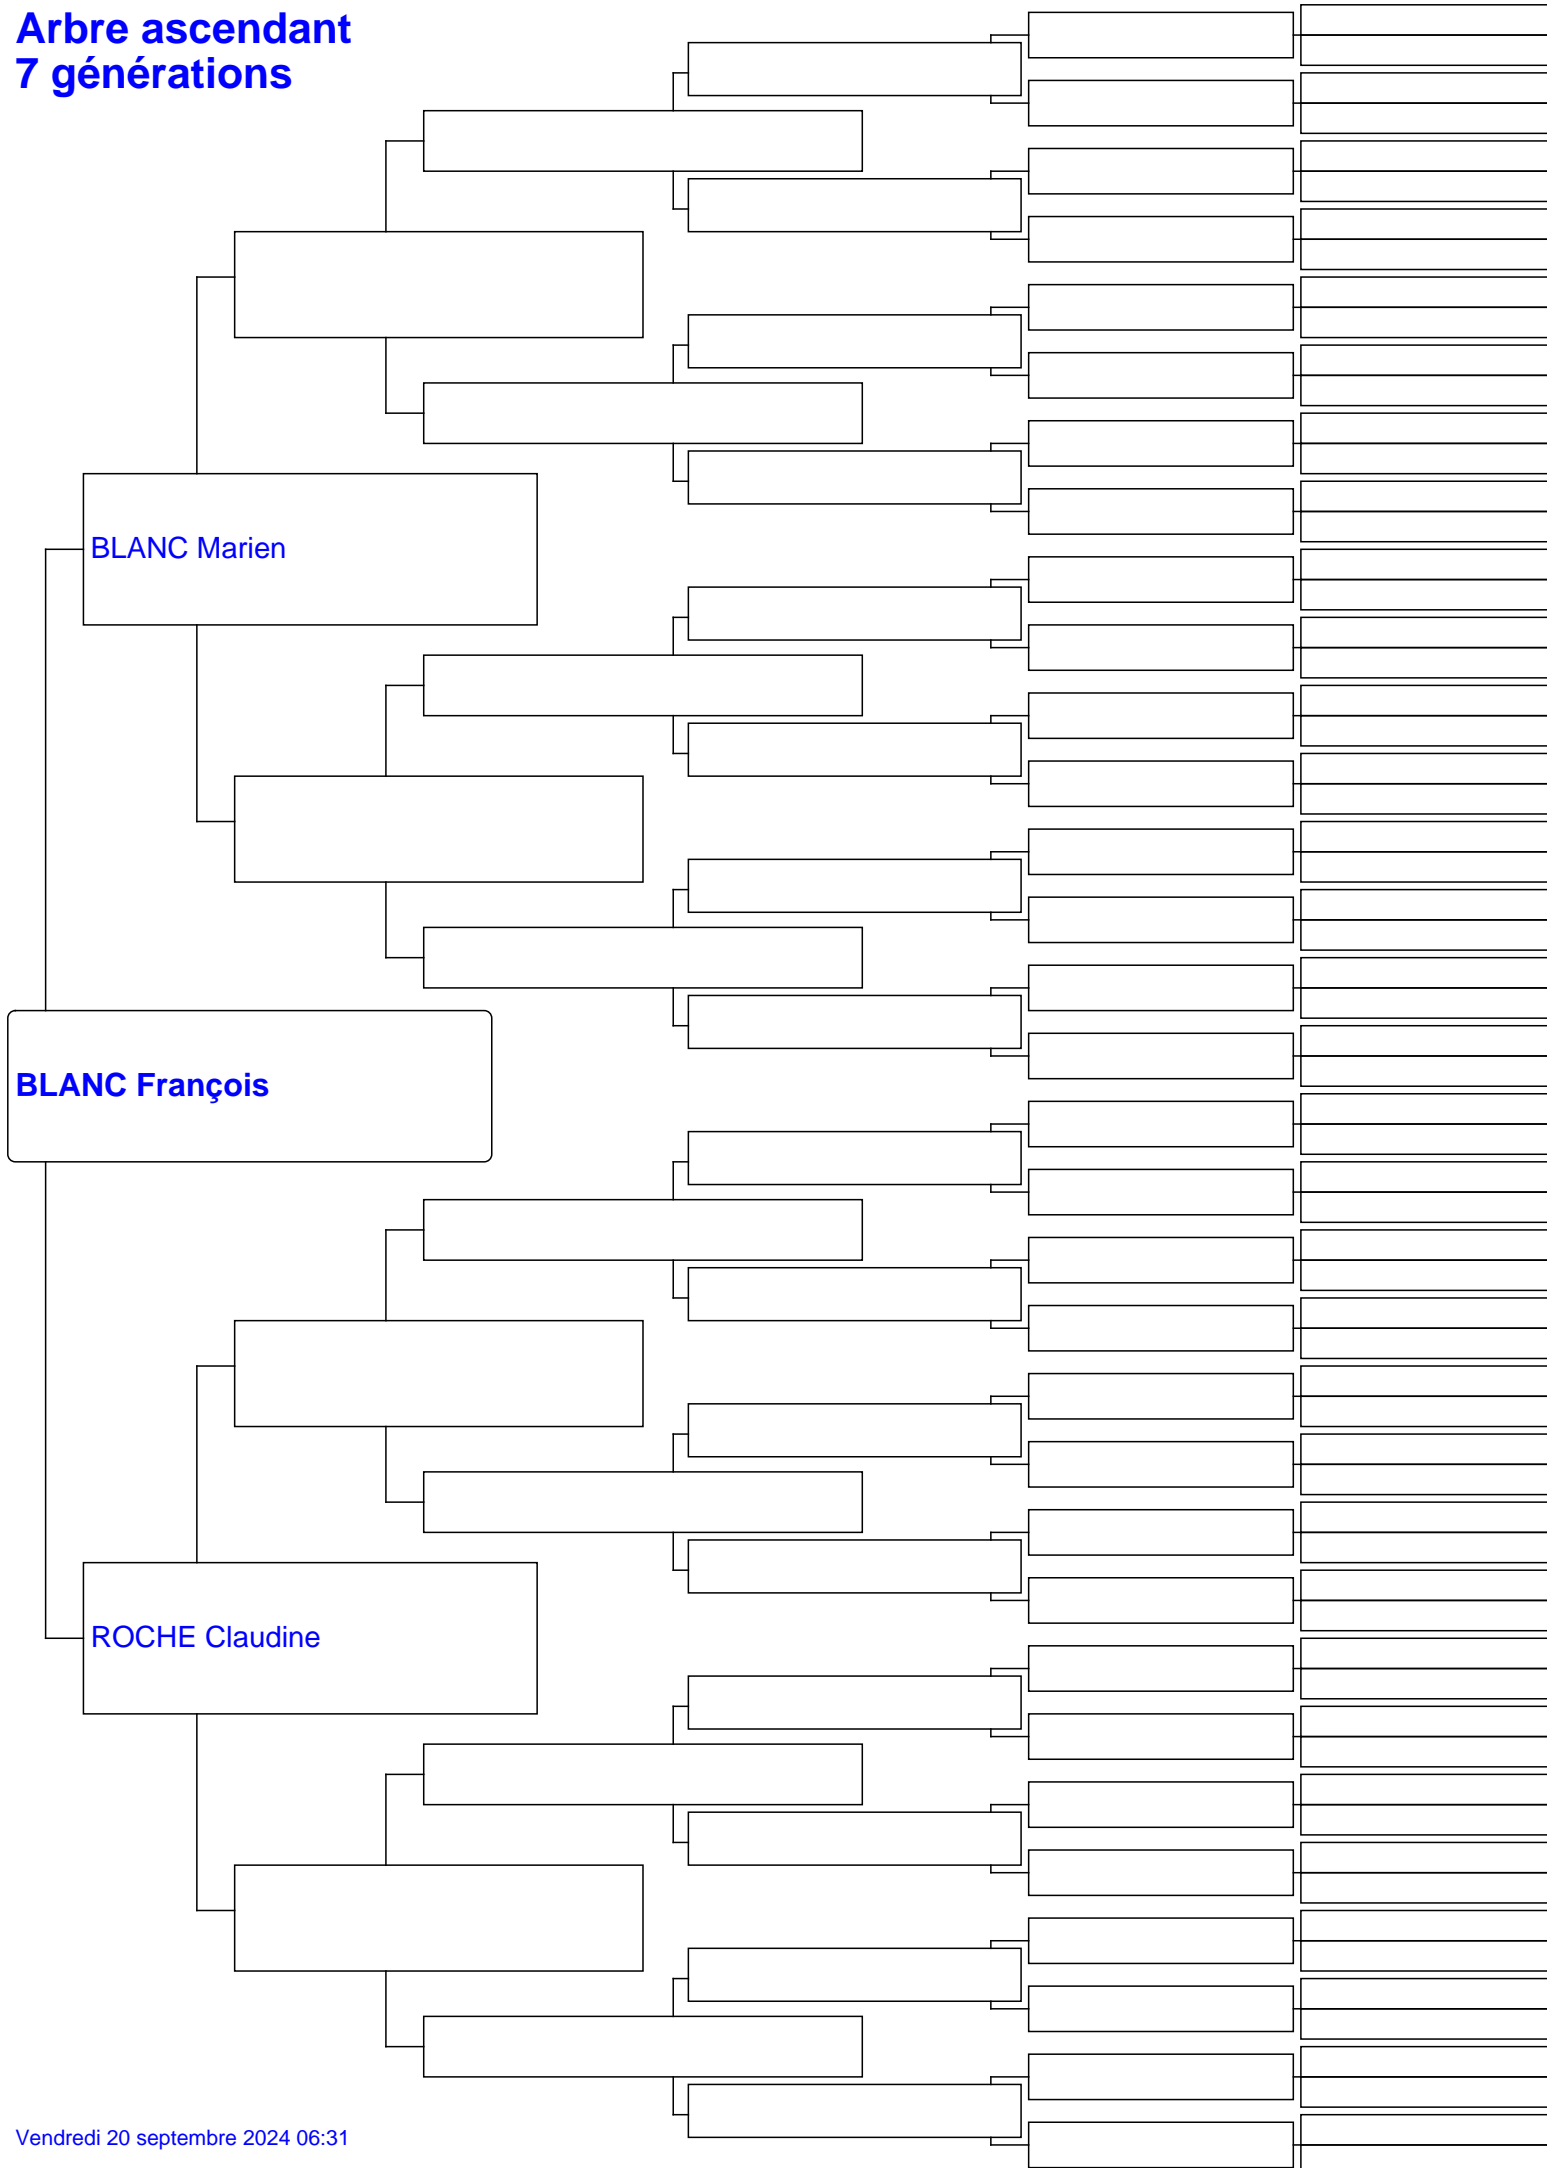 Arbre ascendant
7 générations
BLANC Marien
BLANC François
ROCHE Claudine
Vendredi 20 septembre 2024 06:31